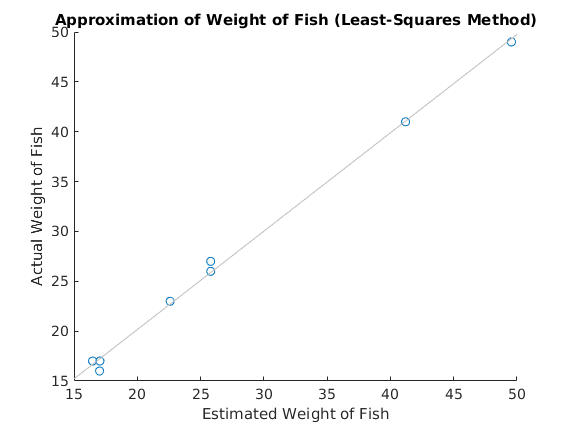 Approximation of Weight of Fish (Least-Squares Method)
50
45
40
35
30
25
20
15
Actual Weight of Fish
15 20 25 30 35 40 45 50
Estimated Weight of Fish